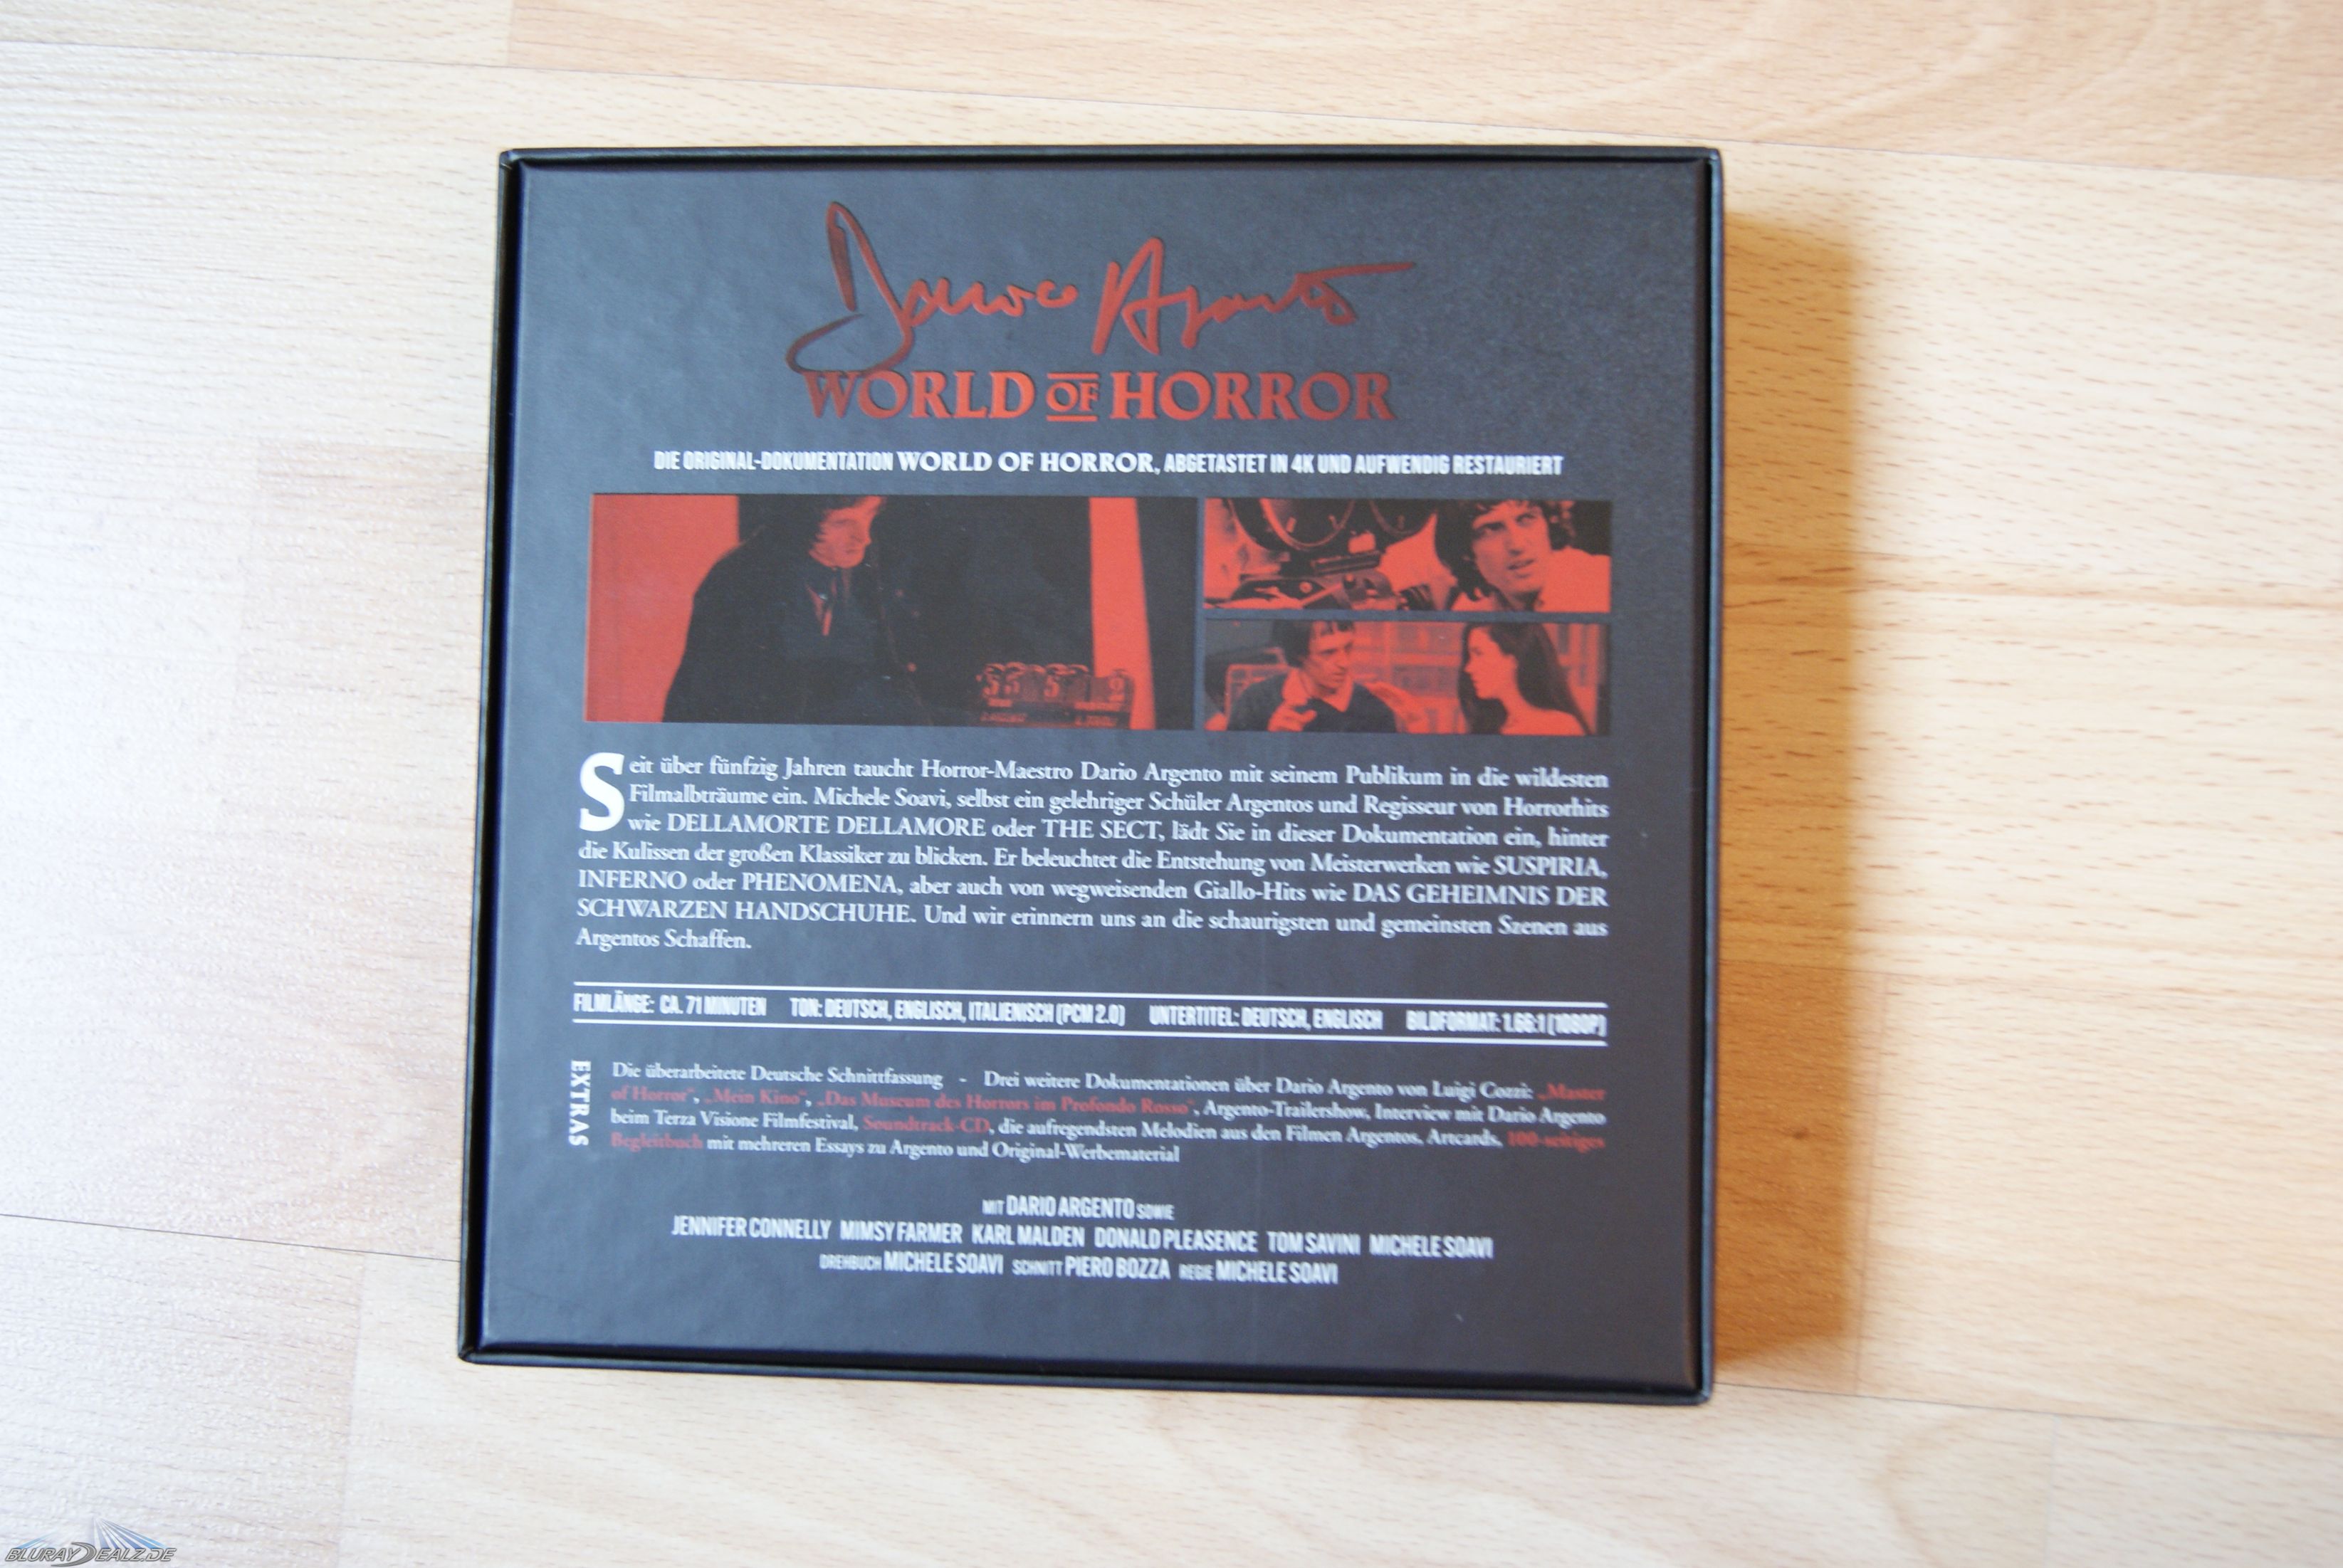 Dario Argento
WORLD OF HORROR
DIE ORIGINAL-DOKUMENTATION WORLD OF HORROR, ABGETASTET IN 4K UND AUFWENDIG RESTAURIERT
Seit über fünfzig Jahren taucht Horror-Maestro Dario Argento mit seinem Publikum in die wildesten
Filmalbträume ein. Michele Soavi, selbst ein gelehriger Schüler Argentos und Regisseur von Horrorhits
wie DELLAMORTE DELLAMORE oder THE SECT, lädt Sie in dieser Dokumentation ein, hinter
die Kulissen der großen Klassiker zu blicken. Er beleuchtet die Entstehung von Meisterwerken wie SUSPIRIA,
INFERNO oder PHENOMENA, aber auch von wegweisenden Giallo-Hits wie DAS GEHEIMNIS DER
SCHWARZEN HANDSCHUHE. Und wir erinnern uns an die schaurigsten und gemeinsten Szenen aus
Argentos Schaffen.
FILMLÄNGE: CA. 71 MINUTEN TON: DEUTSCH, ENGLISCH, ITALIENISCH (PCM 2.0) UNTERTITEL: DEUTSCH, ENGLISCH BILDFORMAT: 1.66:1 (1080P)
EXTRAS
Die überarbeitete Deutsche Schnittfassung - Drei weitere Dokumentationen über Dario Argento von Luigi Cozzi: „Master
of Horror", „Mein Kino", „Das Museum des Horrors im Profondo Rosso", Argento-Trailershow, Interview mit Dario Argento
beim Terza Visione Filmfestival, Soundtrack-CD, die aufregendsten Melodien aus den Filmen Argentos, Artcards, 100-seitiges
Begleitbuch mit mehreren Essays zu Argento und Original-Werbematerial
MIT DARIO ARGENTO SOWIE
JENNIFER CONNELLY MIMSY FARMER KARL MALDEN DONALD PLEASENCE TOM SAVINI MICHELE SOAVI
DREHBUCH MICHELE SOAVI SCHNITT PIERO BOZZA REGIE MICHELE SOAVI
BLURAYDEALZ.DE